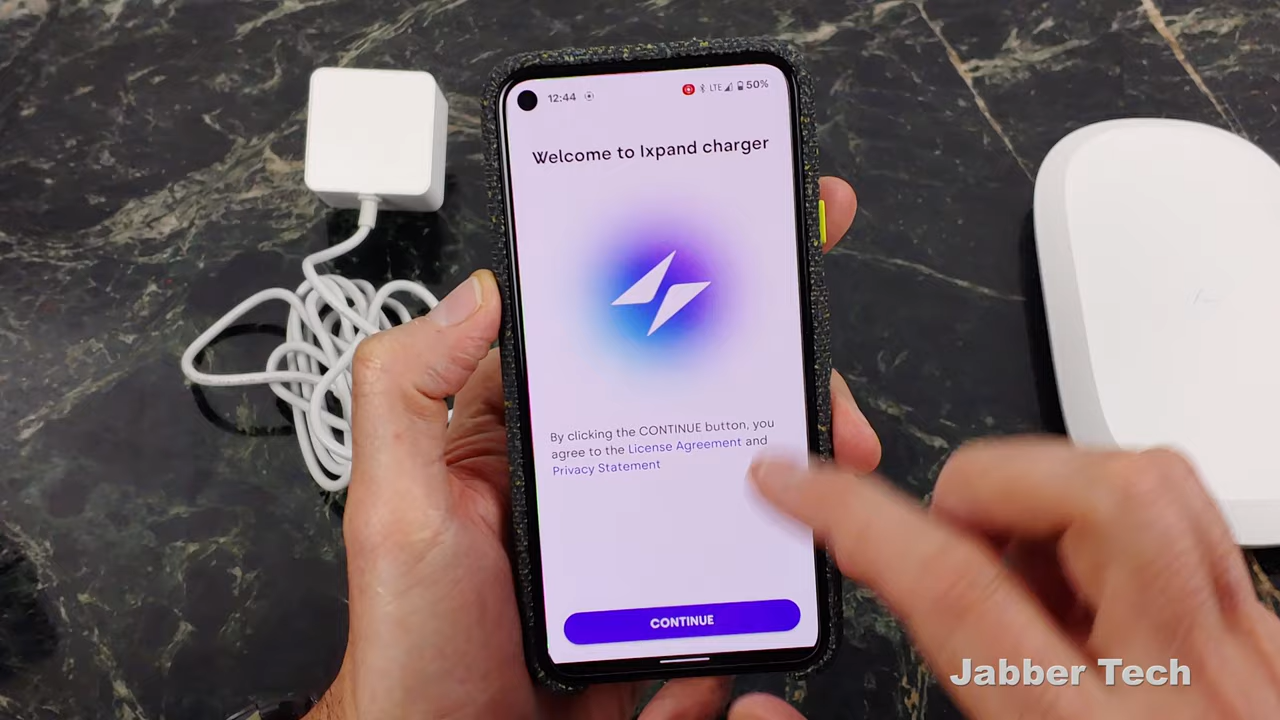 12:44
LTE
50%
Welcome to Ixpand charger
By clicking the CONTINUE button, you
agree to the License Agreement and
Privacy Statement
CONTINUE
Jabber Tech